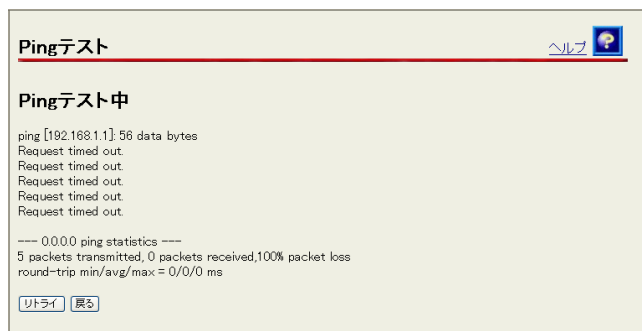 Pingテスト
ヘルプ
Pingテスト中
ping [192.168.1.1]: 56 data bytes
Request timed out.
Request timed out.
Request timed out.
Request timed out.
Request timed out.
--- 0.0.0.0 ping statistics ---
5 packets transmitted, 0 packets received,100% packet loss
round-trip min/avg/max = 0/0/0 ms
リトライ 戻る